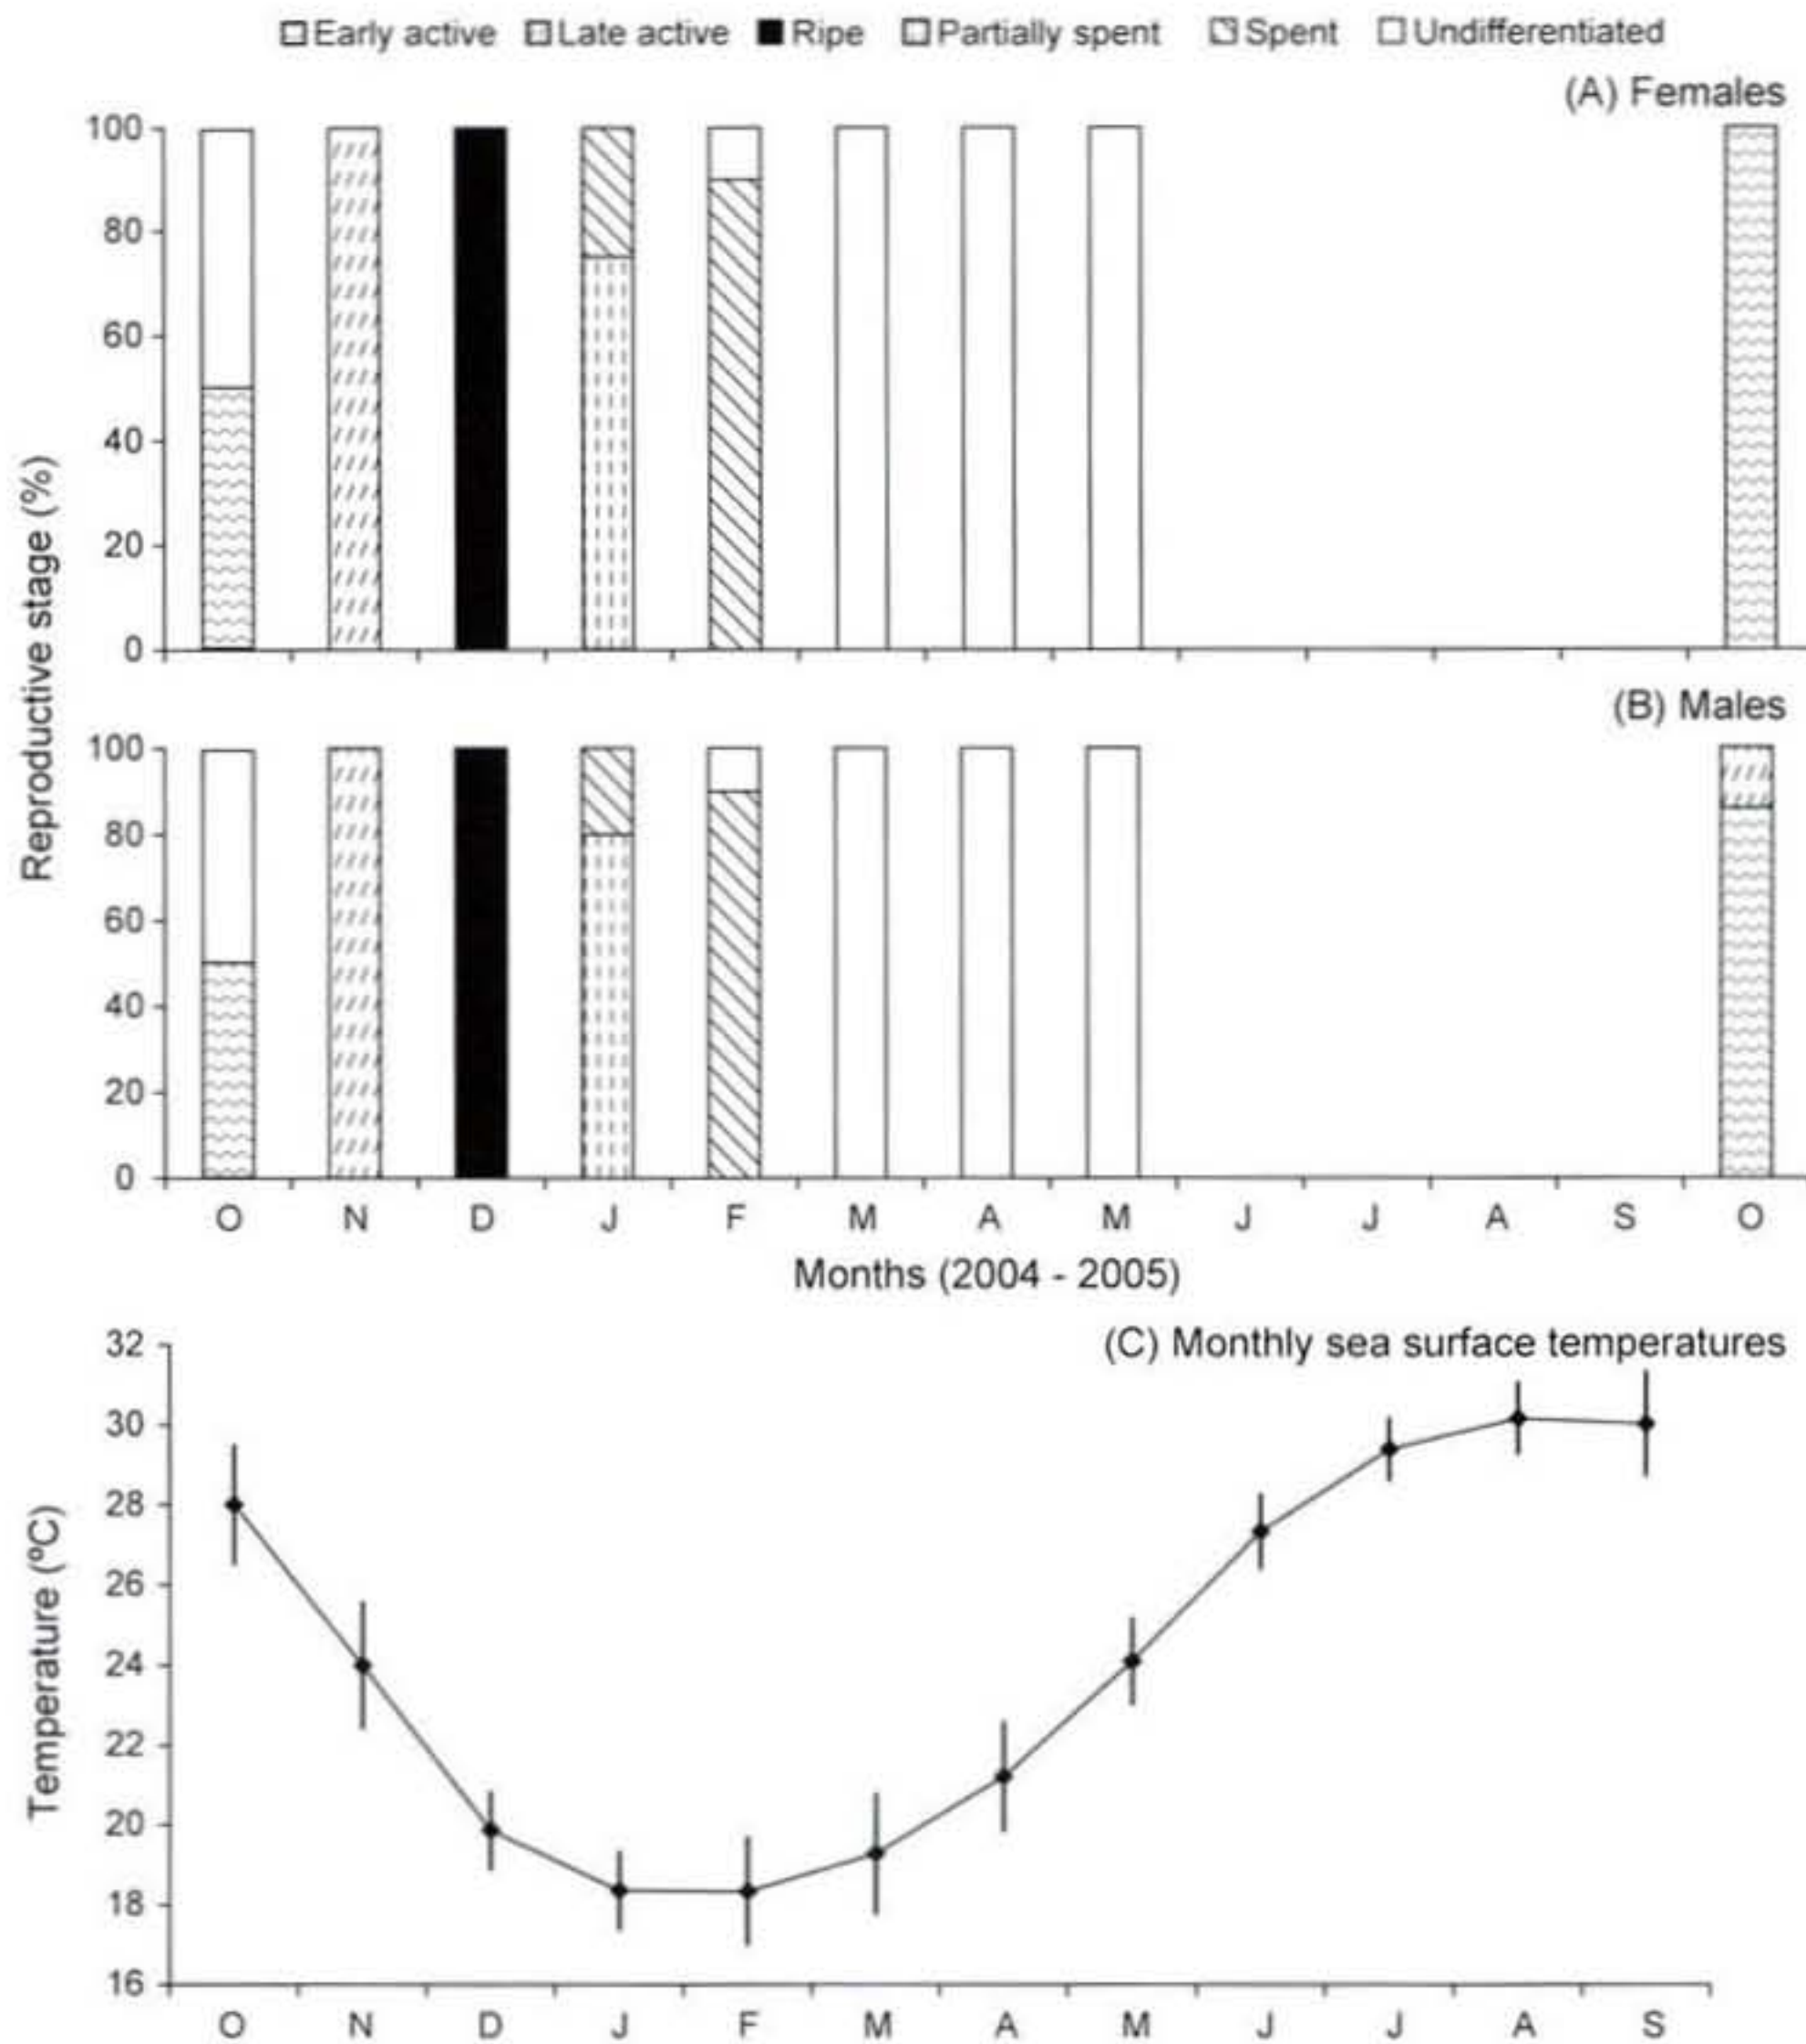 Early active Late active Ripe Partially spent Spent Undifferentiated
(A) Females
100
80
60
40
20
0
Reproductive stage (%)
(B) Males
100
80
60
40
20
0
O N D J F M A M J J A S O
Months (2004 - 2005)
(C) Monthly sea surface temperatures
32
30
28
26
24
22
20
18
16
Temperature (ºC)
O N D J F M A M J J A S